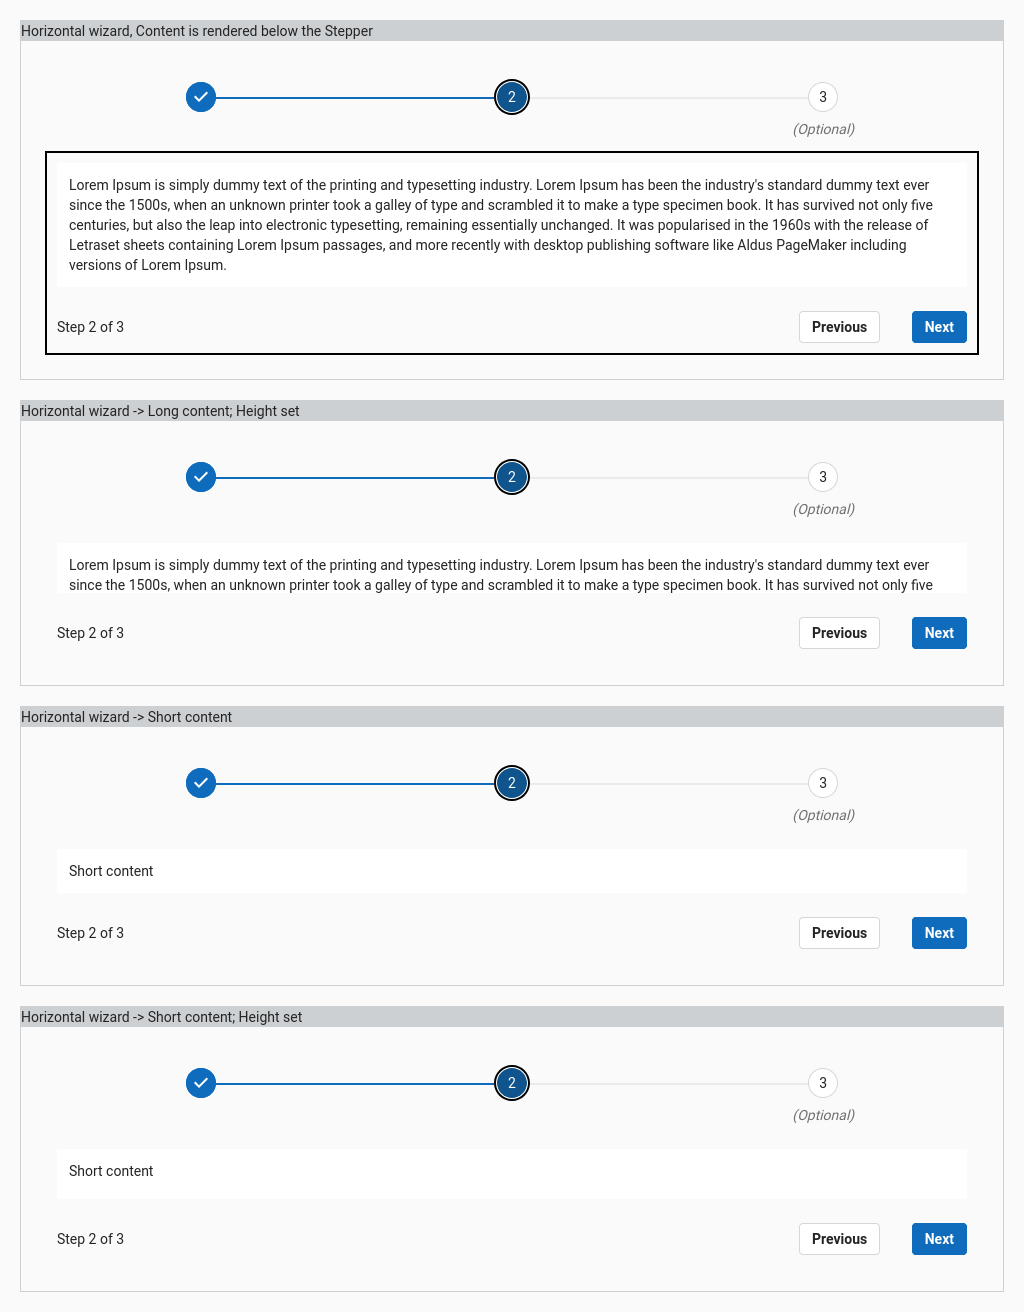 Horizontal wizard, Content is rendered below the Stepper
2
3
(Optional)
Lorem Ipsum is simply dummy text of the printing and typesetting industry. Lorem Ipsum has been the industry's standard dummy text ever
since the 1500s, when an unknown printer took a galley of type and scrambled it to make a type specimen book. It has survived not only five
centuries, but also the leap into electronic typesetting, remaining essentially unchanged. It was popularised in the 1960s with the release of
Letraset sheets containing Lorem Ipsum passages, and more recently with desktop publishing software like Aldus PageMaker including
versions of Lorem Ipsum.
Step 2 of 3
Previous
Next
Horizontal wizard -> Long content; Height set
2
3
(Optional)
Lorem Ipsum is simply dummy text of the printing and typesetting industry. Lorem Ipsum has been the industry's standard dummy text ever
since the 1500s, when an unknown printer took a galley of type and scrambled it to make a type specimen book. It has survived not only five
Step 2 of 3
Previous
Next
Horizontal wizard -> Short content
2
3
(Optional)
Short content
Step 2 of 3
Previous
Next
Horizontal wizard -> Short content; Height set
2
3
(Optional)
Short content
Step 2 of 3
Previous
Next